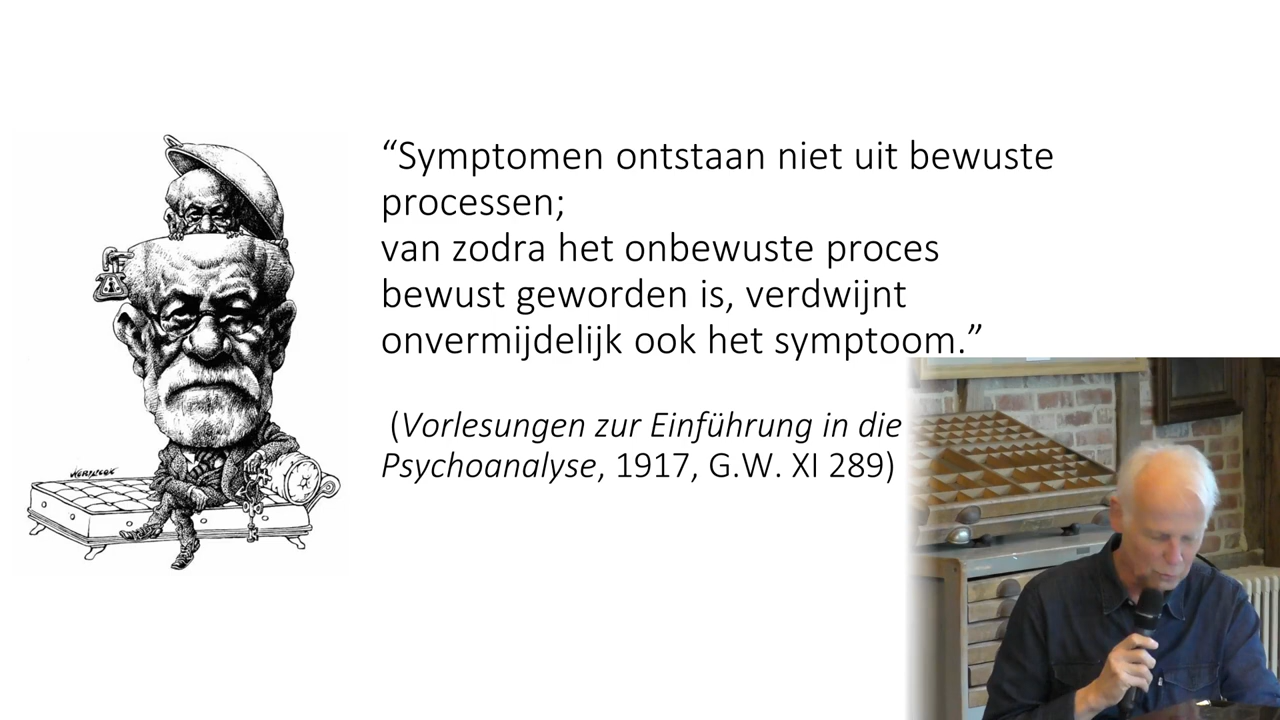 “Symptomen ontstaan niet uit bewuste
processen;
van zodra het onbewuste proces
bewust geworden is, verdwijnt
onvermijdelijk ook het symptoom.”
(Vorlesungen zur Einführung in die
Psychoanalyse, 1917, G.W. XI 289)